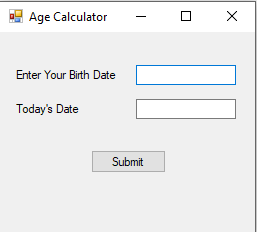 Age Calculator
Enter Your Birth Date
Today's Date
Submit